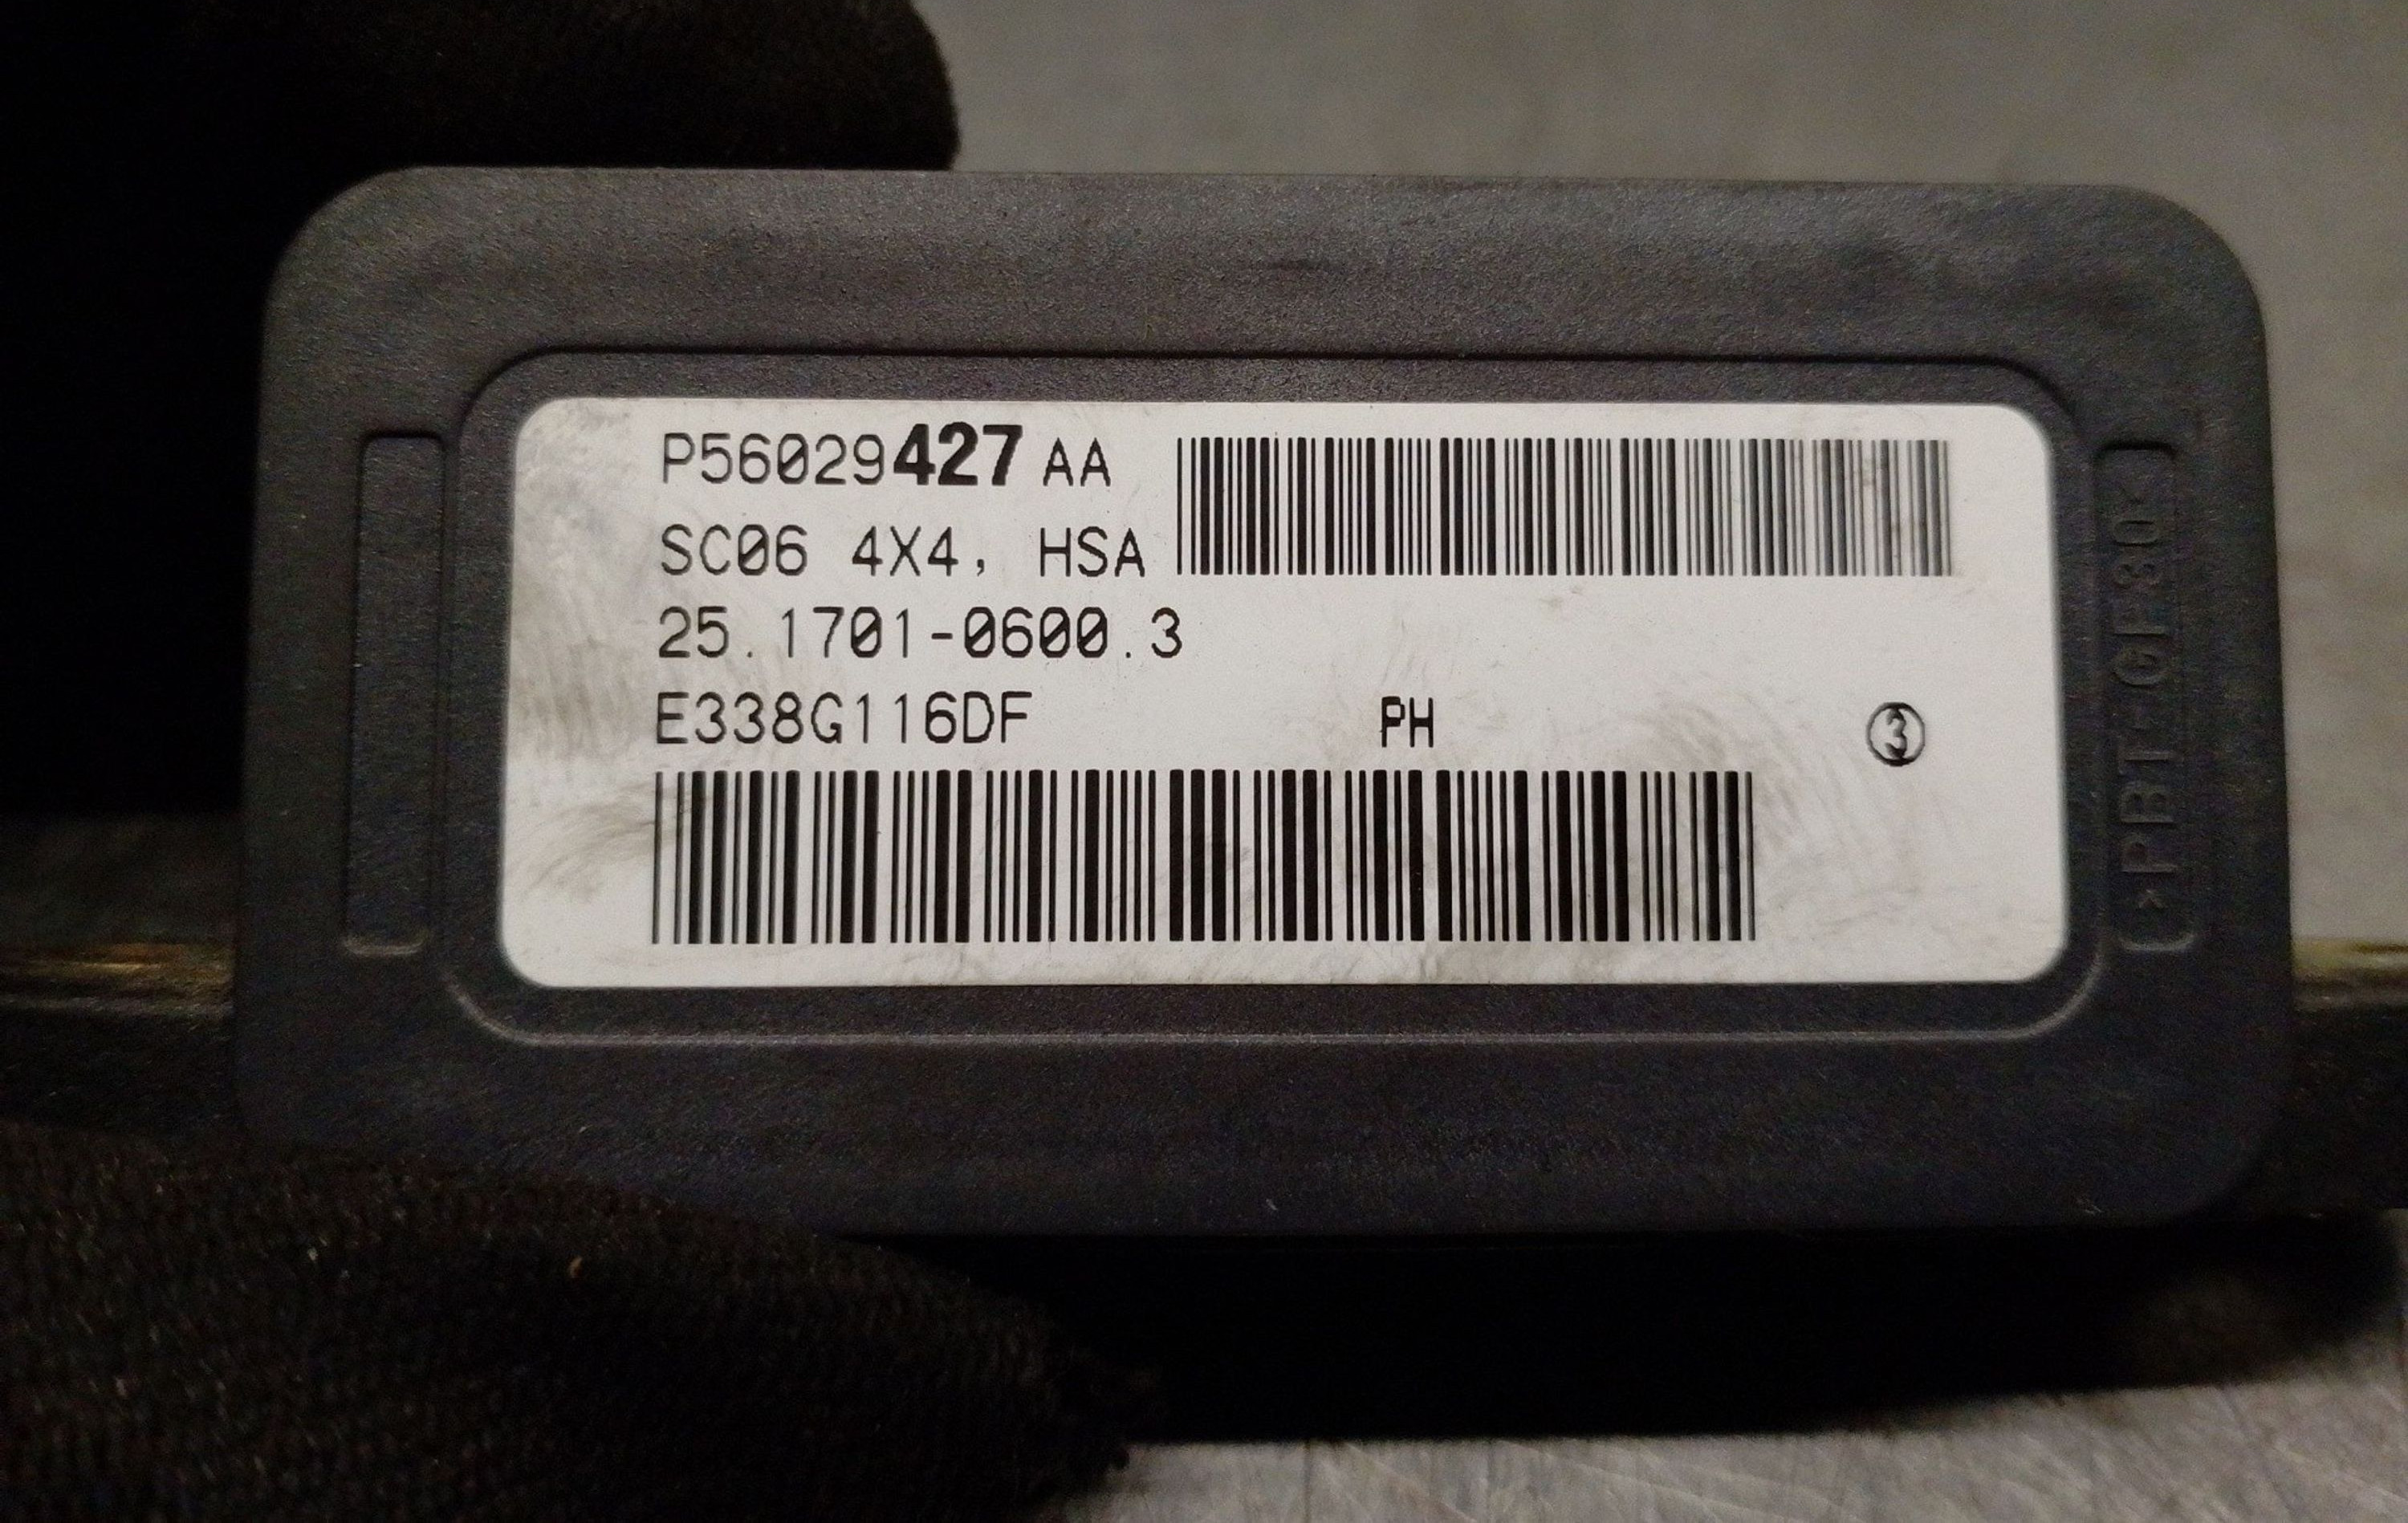 P56029427 AA
SC06 4X4, HSA
25.1701-0600.3
E338G116DF PH 3
>PBT-GF30<